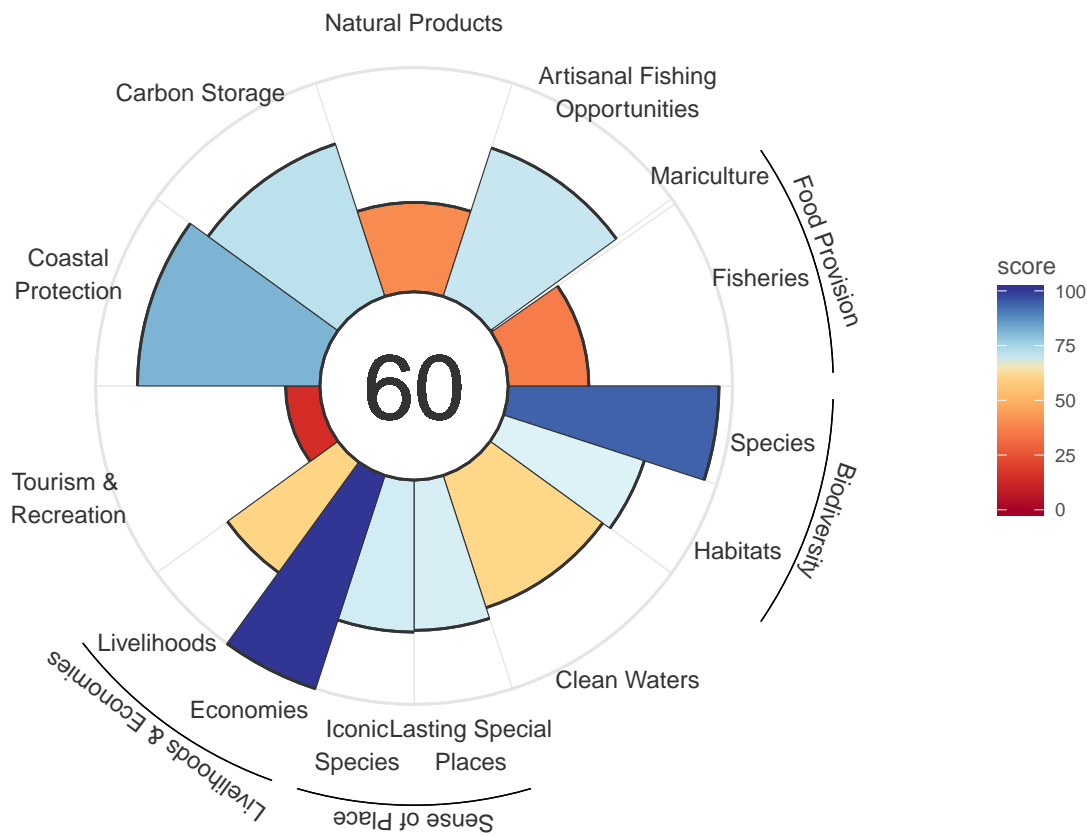 Natural Products
Carbon Storage
Artisanal Fishing
Opportunities
Mariculture
Food Provision
Fisheries
Coastal
Protection
score
100
75
50
25
0
60
Species
Biodiversity
Habitats
Tourism &
Recreation
Livelihoods
Livelihoods & Economies
Economies
Clean Waters
Iconic
Species
Lasting Special
Places
Sense of Place